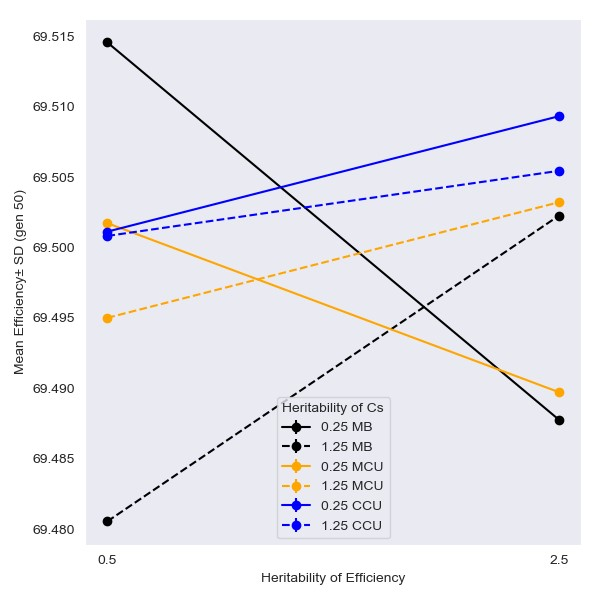 69.515
69.510
69.505
69.500
69.495
69.490
69.485
69.480
Mean Efficiency± SD (gen 50)
Heritability of Cs
0.25 MB
1.25 MB
0.25 MCU
1.25 MCU
0.25 CCU
1.25 CCU
0.5
2.5
Heritability of Efficiency